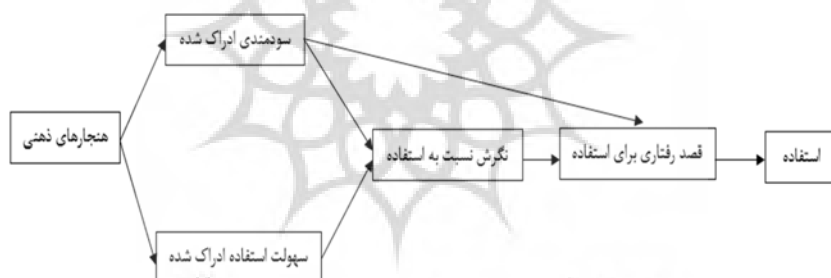 سودمندی ادراک شده
هنجارهای ذهنی
نگرش نسبت به استفاده
قصد رفتاری برای استفاده
استفاده
سهولت استفاده ادراک شده